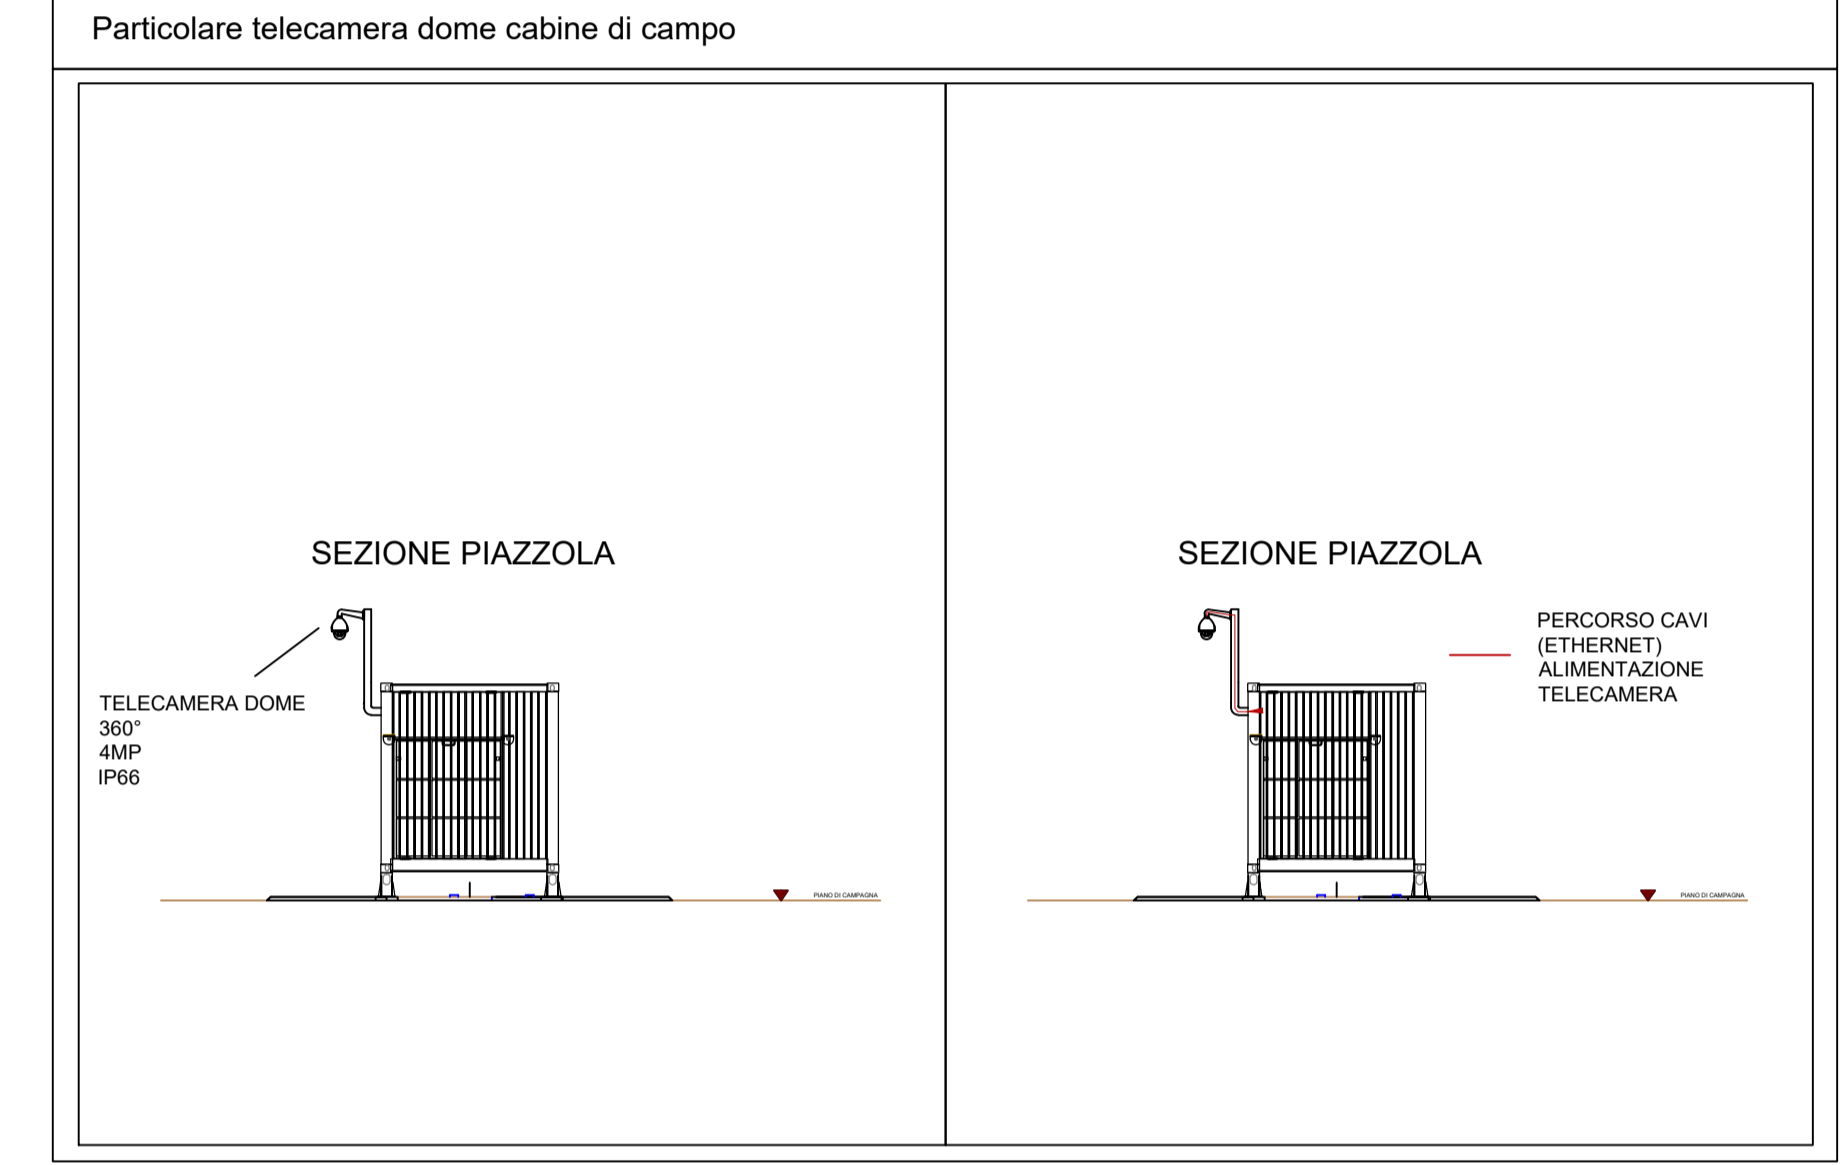 Particolare telecamera dome cabine di campo
SEZIONE PIAZZOLA
TELECAMERA DOME
360°
4MP
IP66
PIANO DI CAMPAGNA
SEZIONE PIAZZOLA
PERCORSO CAVI
(ETHERNET)
ALIMENTAZIONE
TELECAMERA
PIANO DI CAMPAGNA